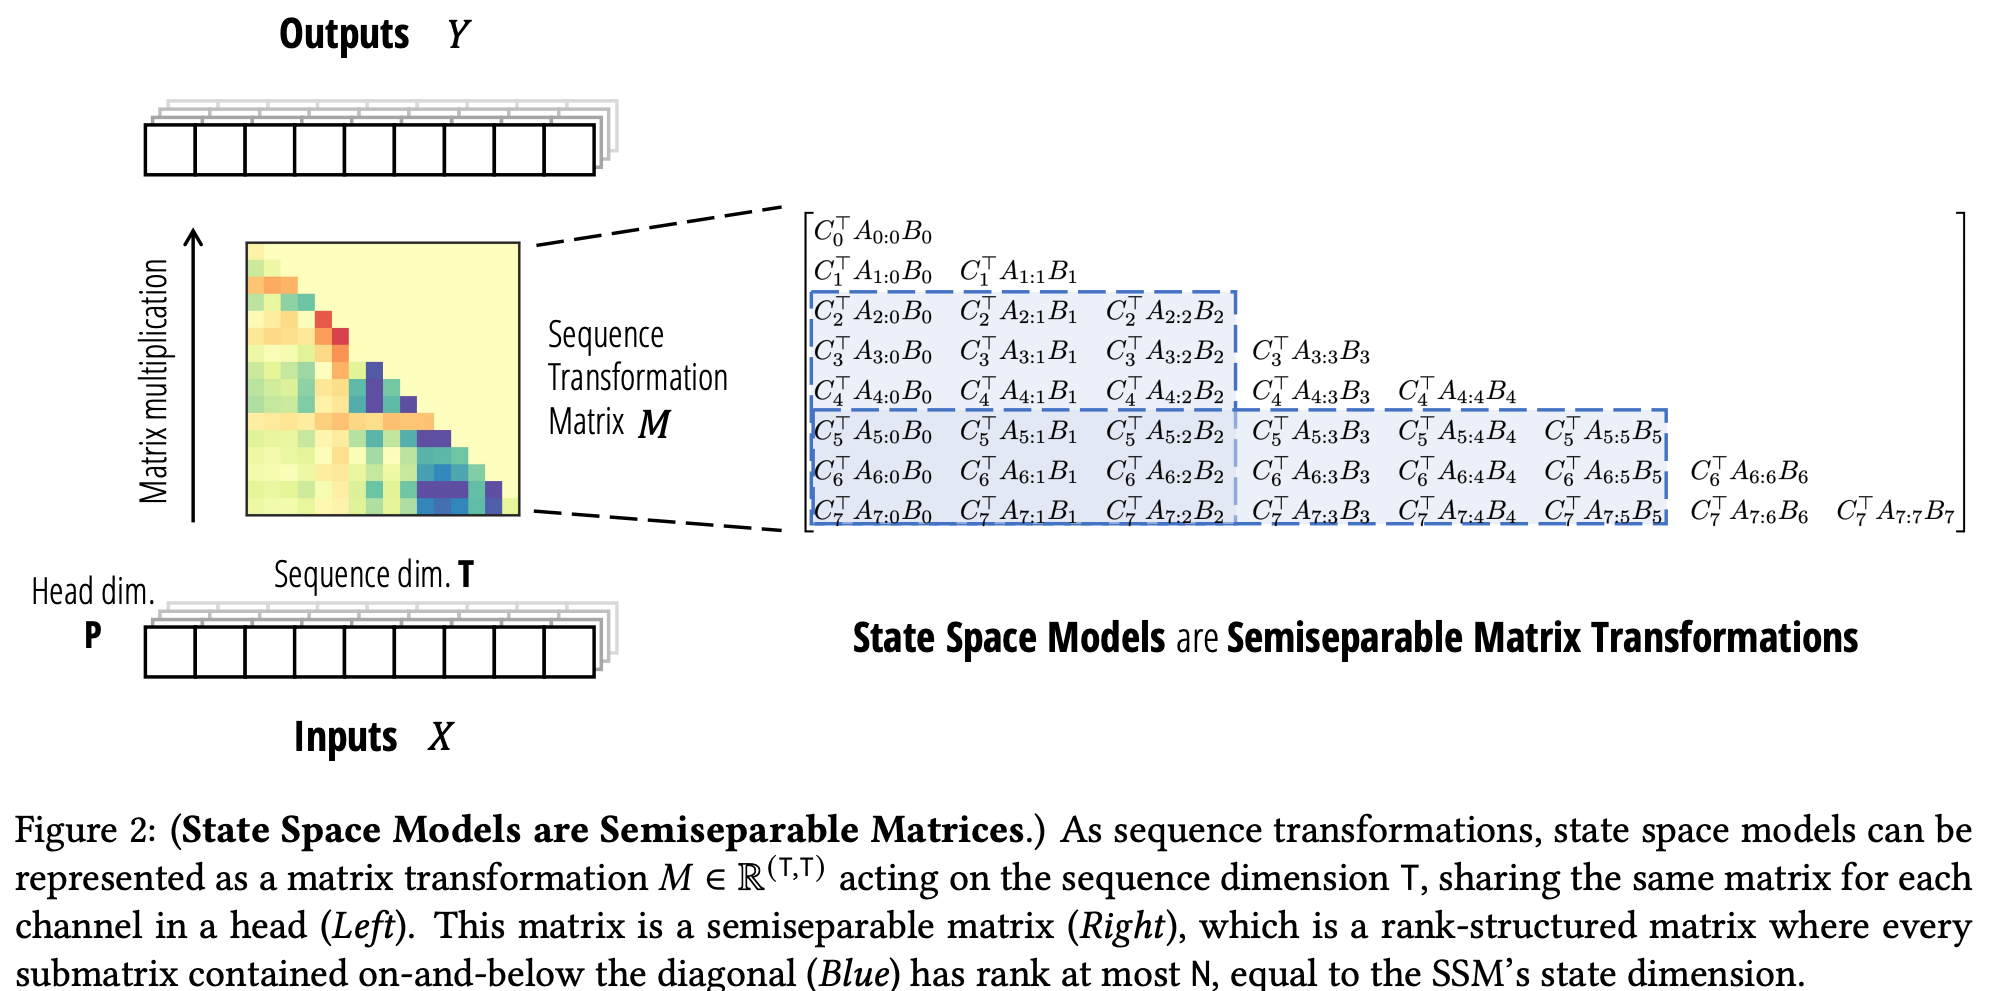 Outputs Y
Matrix multiplication
Sequence
Transformation
Matrix M
C_0^⊤ A_{0:0} B_0
C_1^⊤ A_{1:0} B_0 C_1^⊤ A_{1:1} B_1
C_2^⊤ A_{2:0} B_0 C_2^⊤ A_{2:1} B_1 C_2^⊤ A_{2:2} B_2
C_3^⊤ A_{3:0} B_0 C_3^⊤ A_{3:1} B_1 C_3^⊤ A_{3:2} B_2 C_3^⊤ A_{3:3} B_3
C_4^⊤ A_{4:0} B_0 C_4^⊤ A_{4:1} B_1 C_4^⊤ A_{4:2} B_2 C_4^⊤ A_{4:3} B_3 C_4^⊤ A_{4:4} B_4
C_5^⊤ A_{5:0} B_0 C_5^⊤ A_{5:1} B_1 C_5^⊤ A_{5:2} B_2 C_5^⊤ A_{5:3} B_3 C_5^⊤ A_{5:4} B_4 C_5^⊤ A_{5:5} B_5
C_6^⊤ A_{6:0} B_0 C_6^⊤ A_{6:1} B_1 C_6^⊤ A_{6:2} B_2 C_6^⊤ A_{6:3} B_3 C_6^⊤ A_{6:4} B_4 C_6^⊤ A_{6:5} B_5 C_6^⊤ A_{6:6} B_6
C_7^⊤ A_{7:0} B_0 C_7^⊤ A_{7:1} B_1 C_7^⊤ A_{7:2} B_2 C_7^⊤ A_{7:3} B_3 C_7^⊤ A_{7:4} B_4 C_7^⊤ A_{7:5} B_5 C_7^⊤ A_{7:6} B_6 C_7^⊤ A_{7:7} B_7
Sequence dim. T
Head dim.
P
State Space Models are Semiseparable Matrix Transformations
Inputs X
Figure 2: (State Space Models are Semiseparable Matrices.) As sequence transformations, state space models can be
represented as a matrix transformation M ∈ ℝ^(T,T) acting on the sequence dimension T, sharing the same matrix for each
channel in a head (Left). This matrix is a semiseparable matrix (Right), which is a rank-structured matrix where every
submatrix contained on-and-below the diagonal (Blue) has rank at most N, equal to the SSM's state dimension.